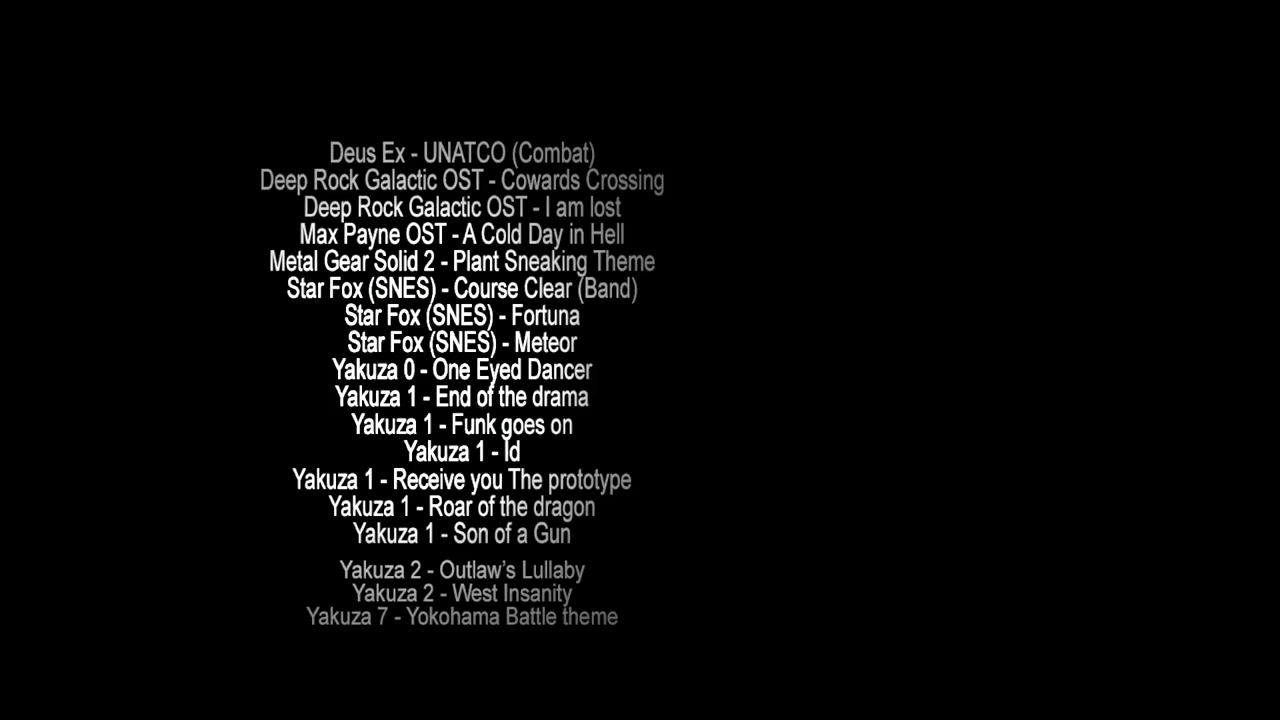 Deus Ex - UNATCO (Combat)
Deep Rock Galactic OST - Cowards Crossing
Deep Rock Galactic OST - I am lost
Max Payne OST - A Cold Day in Hell
Metal Gear Solid 2 - Plant Sneaking Theme
Star Fox (SNES) - Course Clear (Band)
Star Fox (SNES) - Fortuna
Star Fox (SNES) - Meteor
Yakuza 0 - One Eyed Dancer
Yakuza 1 - End of the drama
Yakuza 1 - Funk goes on
Yakuza 1 - Id
Yakuza 1 - Receive you The prototype
Yakuza 1 - Roar of the dragon
Yakuza 1 - Son of a Gun
Yakuza 2 - Outlaw’s Lullaby
Yakuza 2 - West Insanity
Yakuza 7 - Yokohama Battle theme